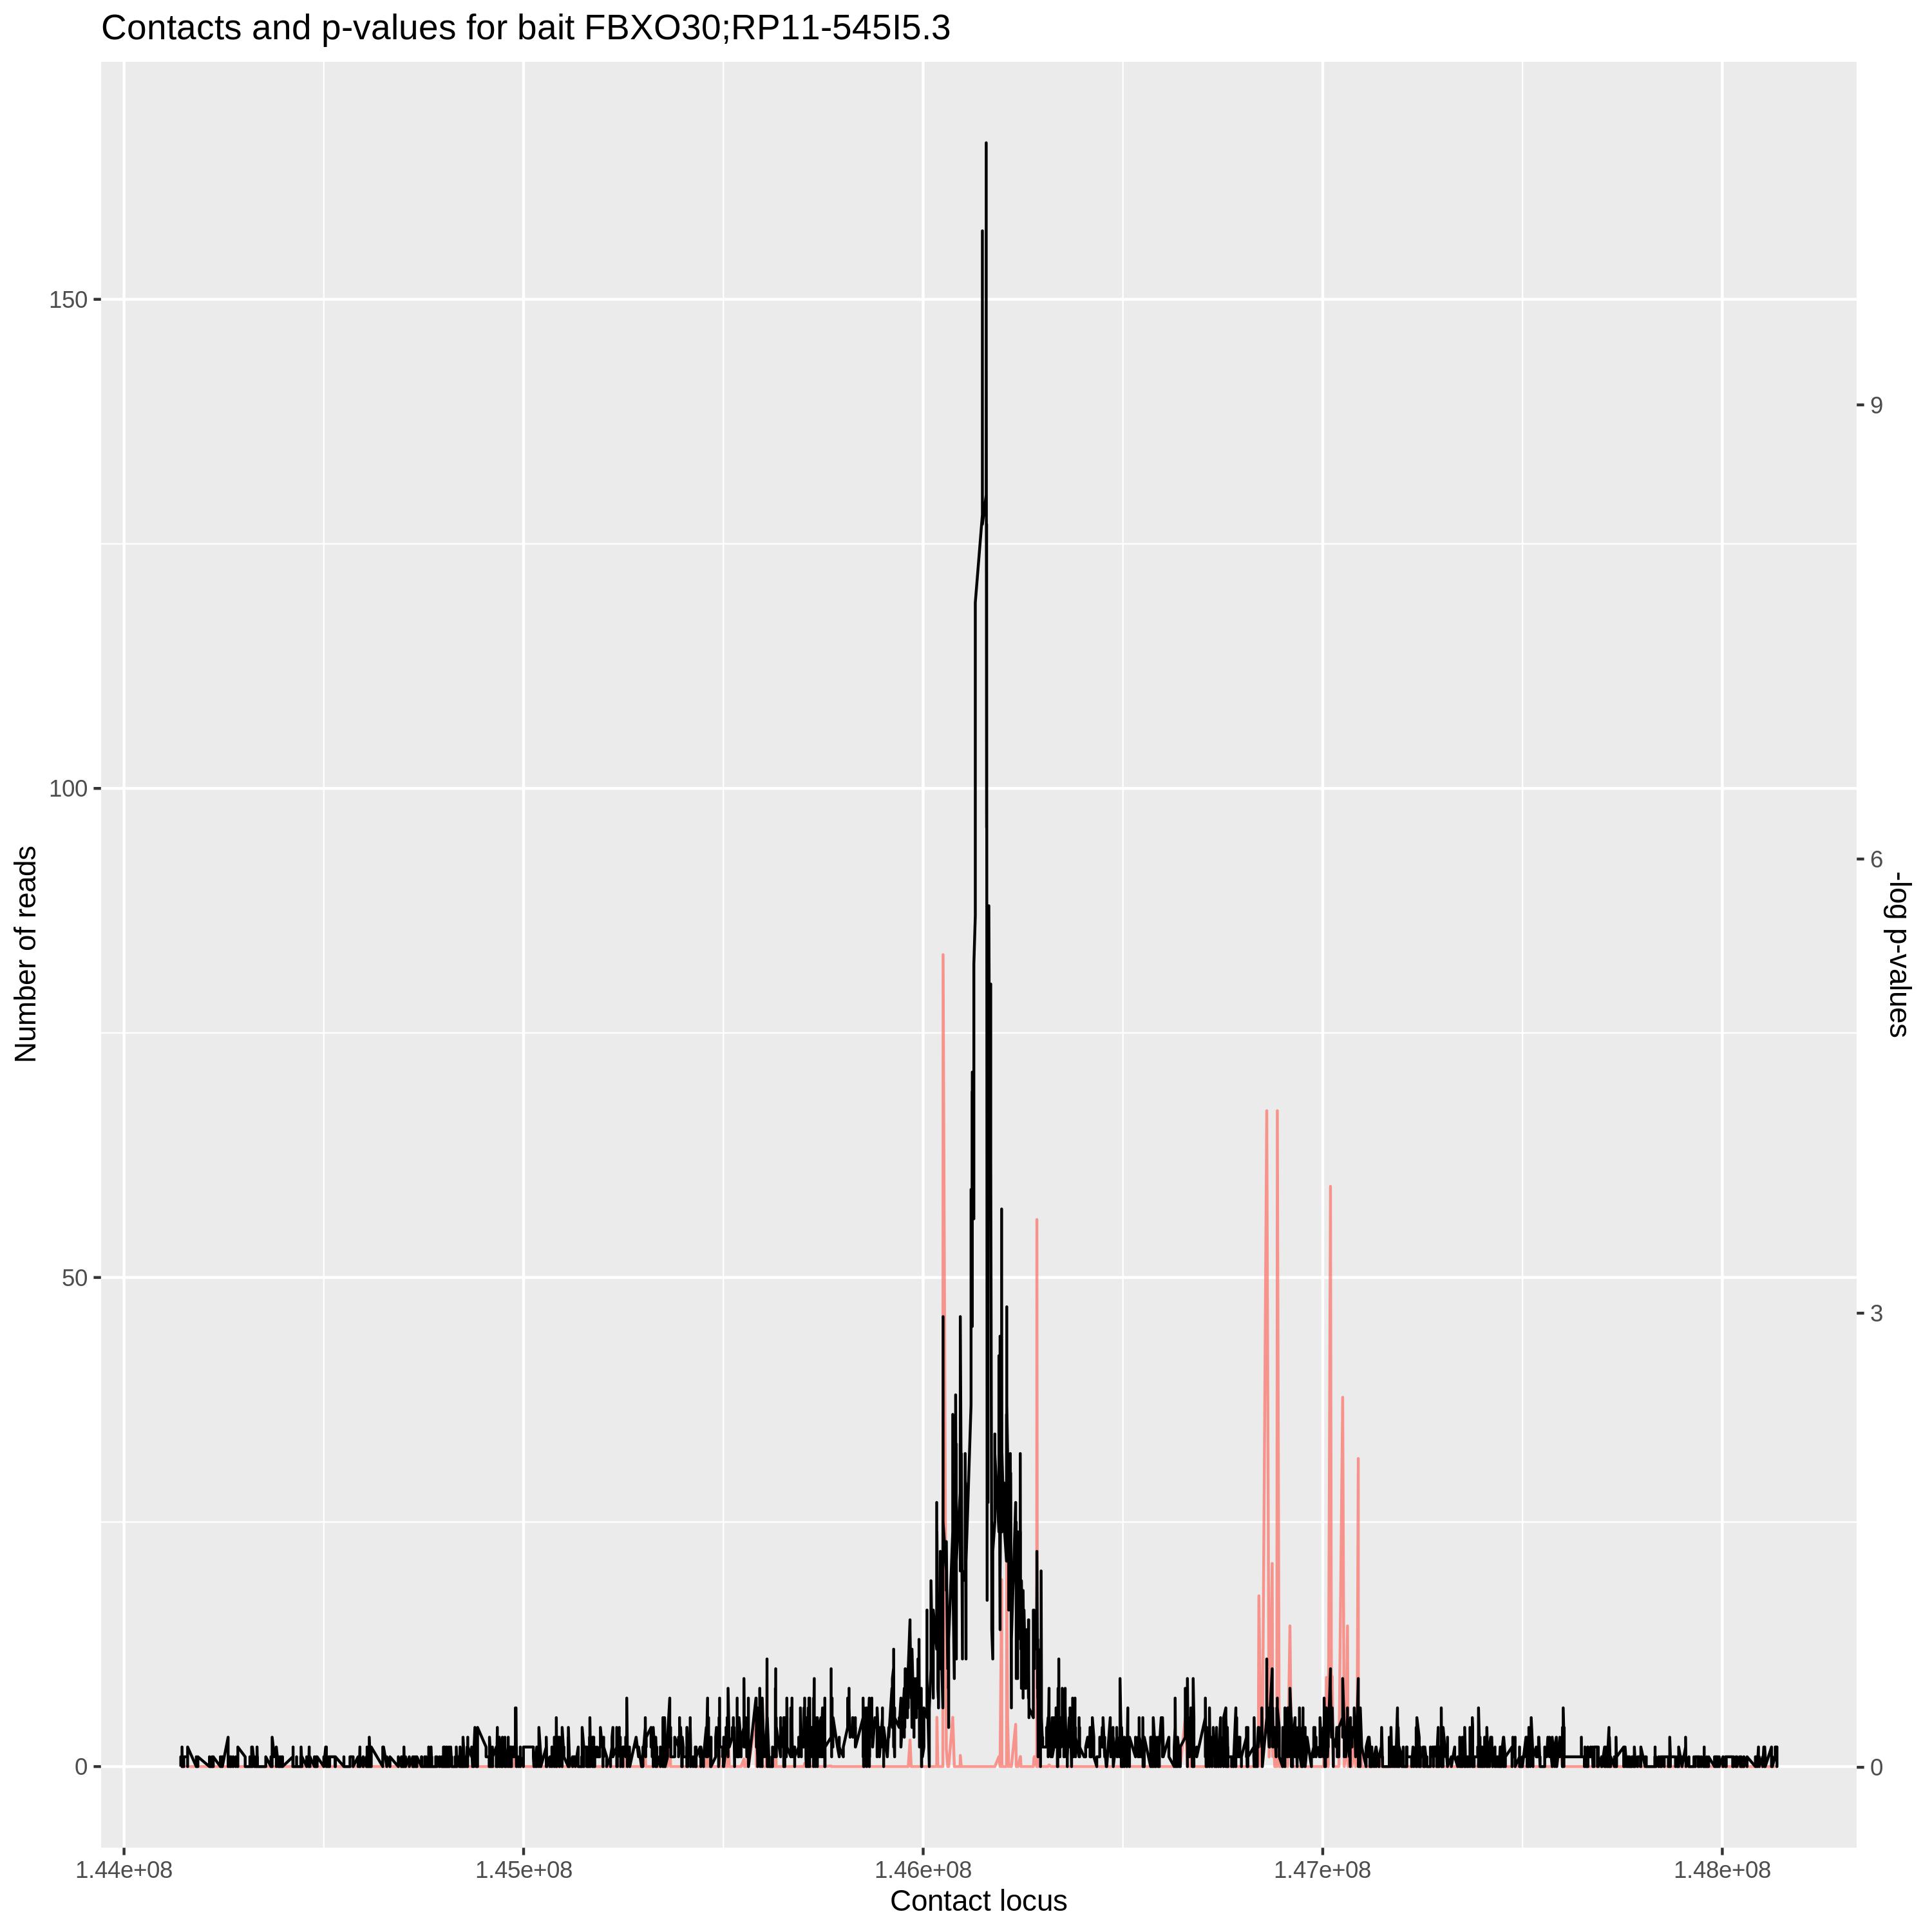 Contacts and p-values for bait FBXO30;RP11-545I5.3
150
100
50
0
Number of reads
9
6
3
0
-log p-values
1.44e+08 1.45e+08 1.46e+08 1.47e+08 1.48e+08
Contact locus